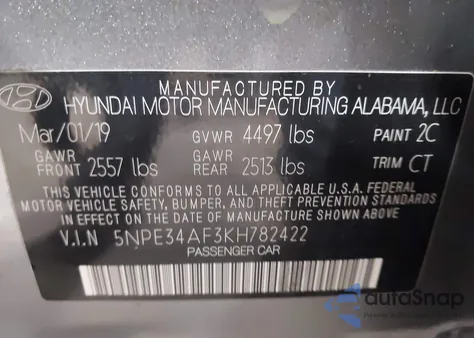 MANUFACTURED BY
HYUNDAI MOTOR MANUFACTURING ALABAMA, LLC
Mar/01/19 GVWR 4497 lbs PAINT 2C
GAWR FRONT 2557 lbs GAWR REAR 2513 lbs TRIM CT
THIS VEHICLE CONFORMS TO ALL APPLICABLE U.S.A. FEDERAL
MOTOR VEHICLE SAFETY, BUMPER, AND THEFT PREVENTION STANDARDS
IN EFFECT ON THE DATE OF MANUFACTURE SHOWN ABOVE.
V.I.N 5NPE34AF3KH782422
PASSENGER CAR
autoSnap